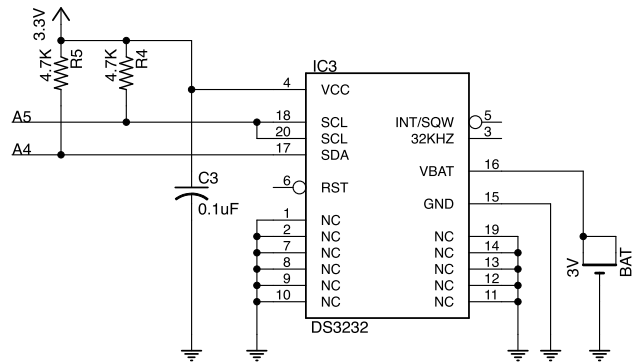 3.3V
4.7K
R5
4.7K
R4
IC3
4 VCC
A5
18 SCL
20 SCL
A4
17 SDA
6 RST
C3
0.1uF
1 NC
2 NC
7 NC
8 NC
9 NC
10 NC
INT/SQW 5
32KHZ 3
VBAT 16
GND 15
NC 19
NC 14
NC 13
NC 12
NC 11
3V
BAT
DS3232